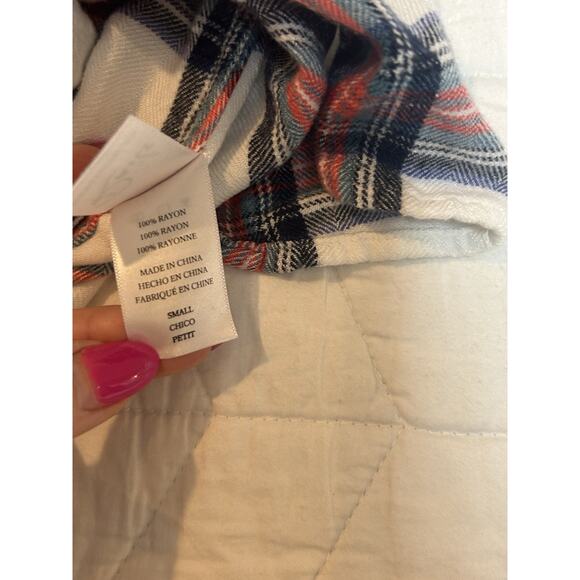 100% RAYON
100% RAYON
100% RAYONNE
MADE IN CHINA
HECHO EN CHINA
FABRIQUÉ EN CHINE
SMALL
CHICO
PETIT